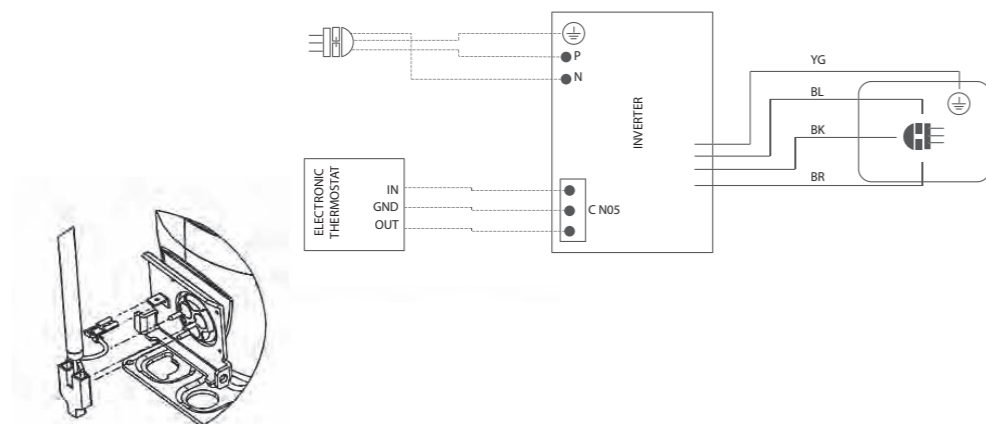 P
N
INVERTER
YG
BL
BK
BR
ELECTRONIC
THERMOSTAT
IN
GND
OUT
C N05